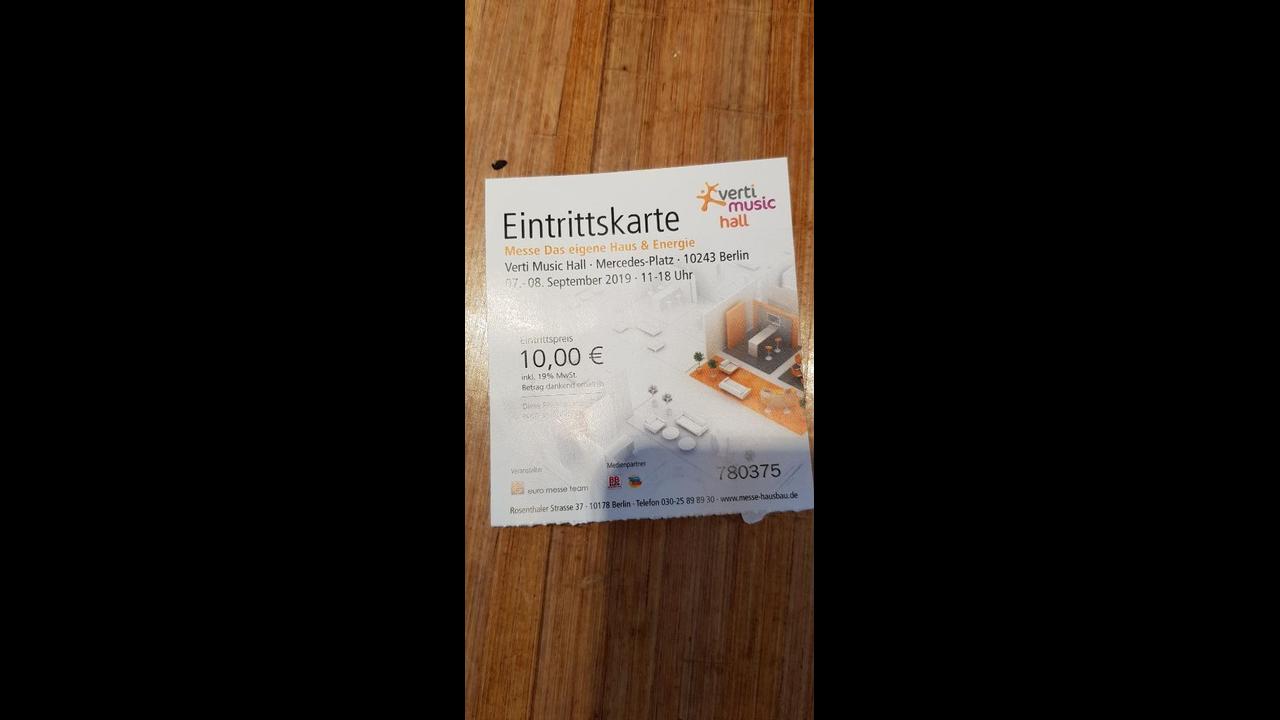 verti
music
hall
Eintrittskarte
Messe Das eigene Haus & Energie
Verti Music Hall · Mercedes-Platz · 10243 Berlin
07.- 08. September 2019 · 11-18 Uhr
Eintrittspreis
10,00 €
inkl. 19% MwSt.
Betrag dankend erhalten
Diese
Veranstalter
Medienpartner
euro messe team
BB
780375
Rosenthaler Strasse 37 · 10178 Berlin · Telefon 030-25 89 89 30 · www.messe-hausbau.de